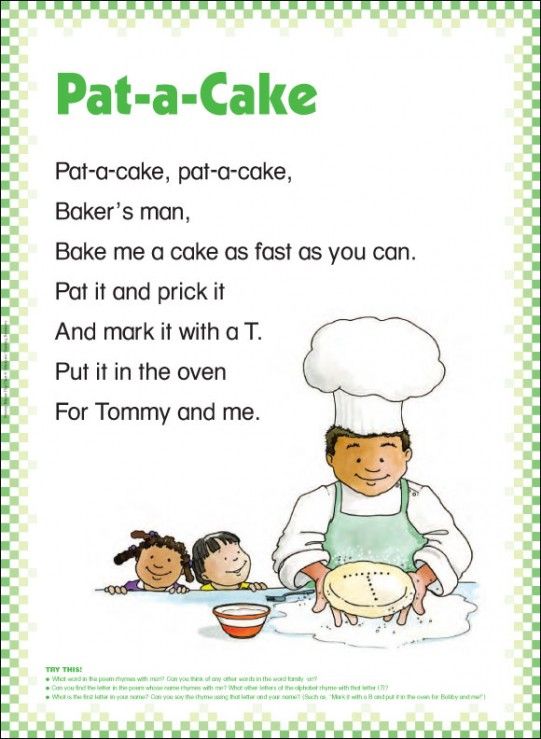 Pat-a-Cake
Pat-a-cake, pat-a-cake,
Baker's man,
Bake me a cake as fast as you can.
Pat it and prick it
And mark it with a T.
Put it in the oven
For Tommy and me.
TRY THIS!
• What word in the poem rhymes with man? Can you think of any other words in the word family an?
• Can you find the letter in the poem whose name rhymes with me? What other letters of the alphabet rhyme with that letter (T)?
• What is the first letter in your name? Can you say the rhyme using that letter and your name? (Such as, "Mark it with a B and put it in the oven for Bobby and me!")